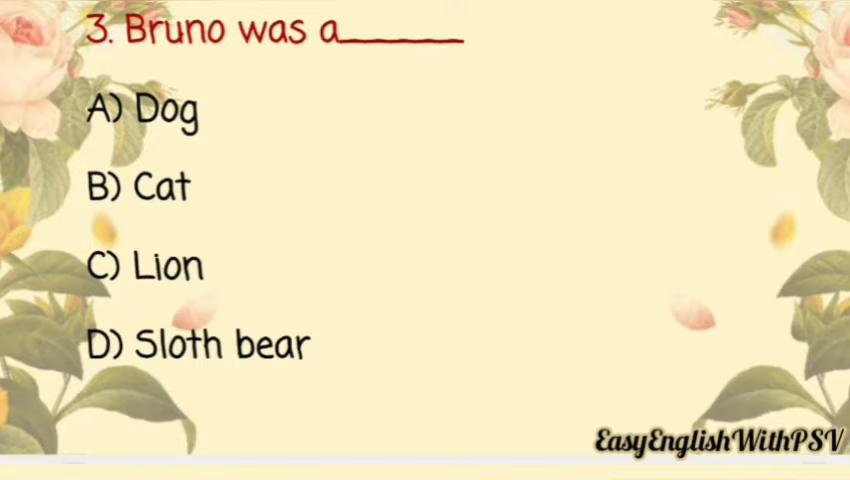 3. Bruno was a______
A) Dog
B) Cat
C) Lion
D) Sloth bear
EasyEnglishWithPSV